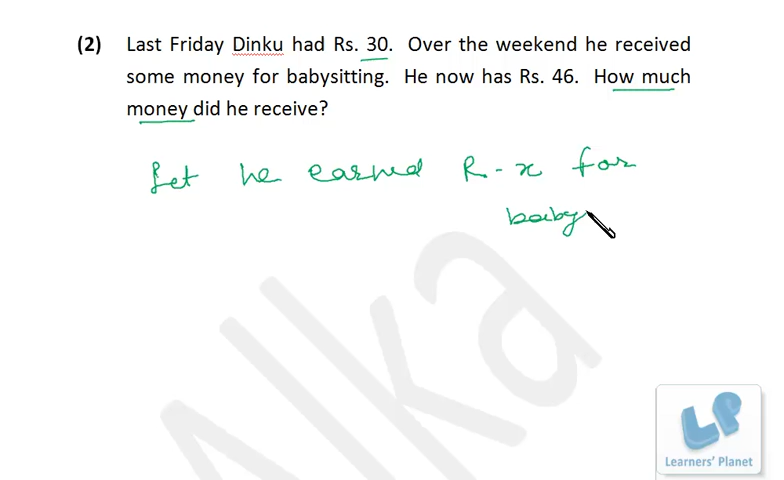 (2) Last Friday Dinku had Rs. 30. Over the weekend he received
some money for babysitting. He now has Rs. 46. How much
money did he receive?
Let he earned R. x for
baby
Alka
LP
Learners' Planet